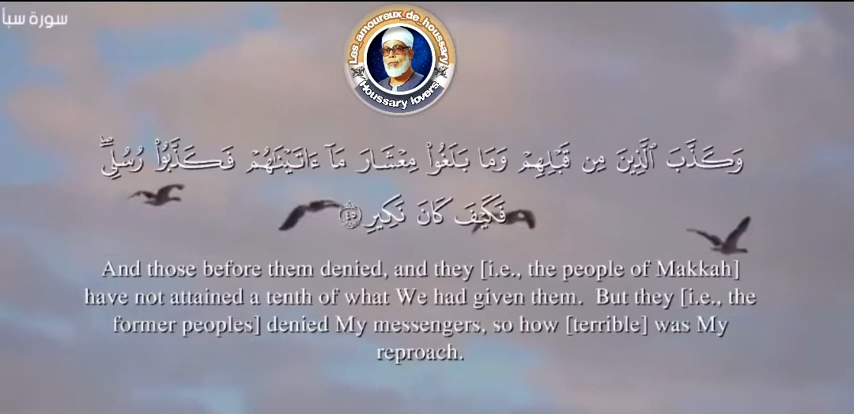 سورة سبأ
Les amoureux de houssary
Houssary lovers
وَكَذَّبَ ٱلَّذِينَ مِن قَبْلِهِمْ وَمَا بَلَغُوا۟ مِعْشَارَ مَآ ءَاتَيْنَٰهُمْ فَكَذَّبُوا۟ رُسُلِى ۖ
فَكَيْفَ كَانَ نَكِيرِ ٤٥
And those before them denied, and they [i.e., the people of Makkah]
have not attained a tenth of what We had given them.  But they [i.e., the
former peoples] denied My messengers, so how [terrible] was My
reproach.